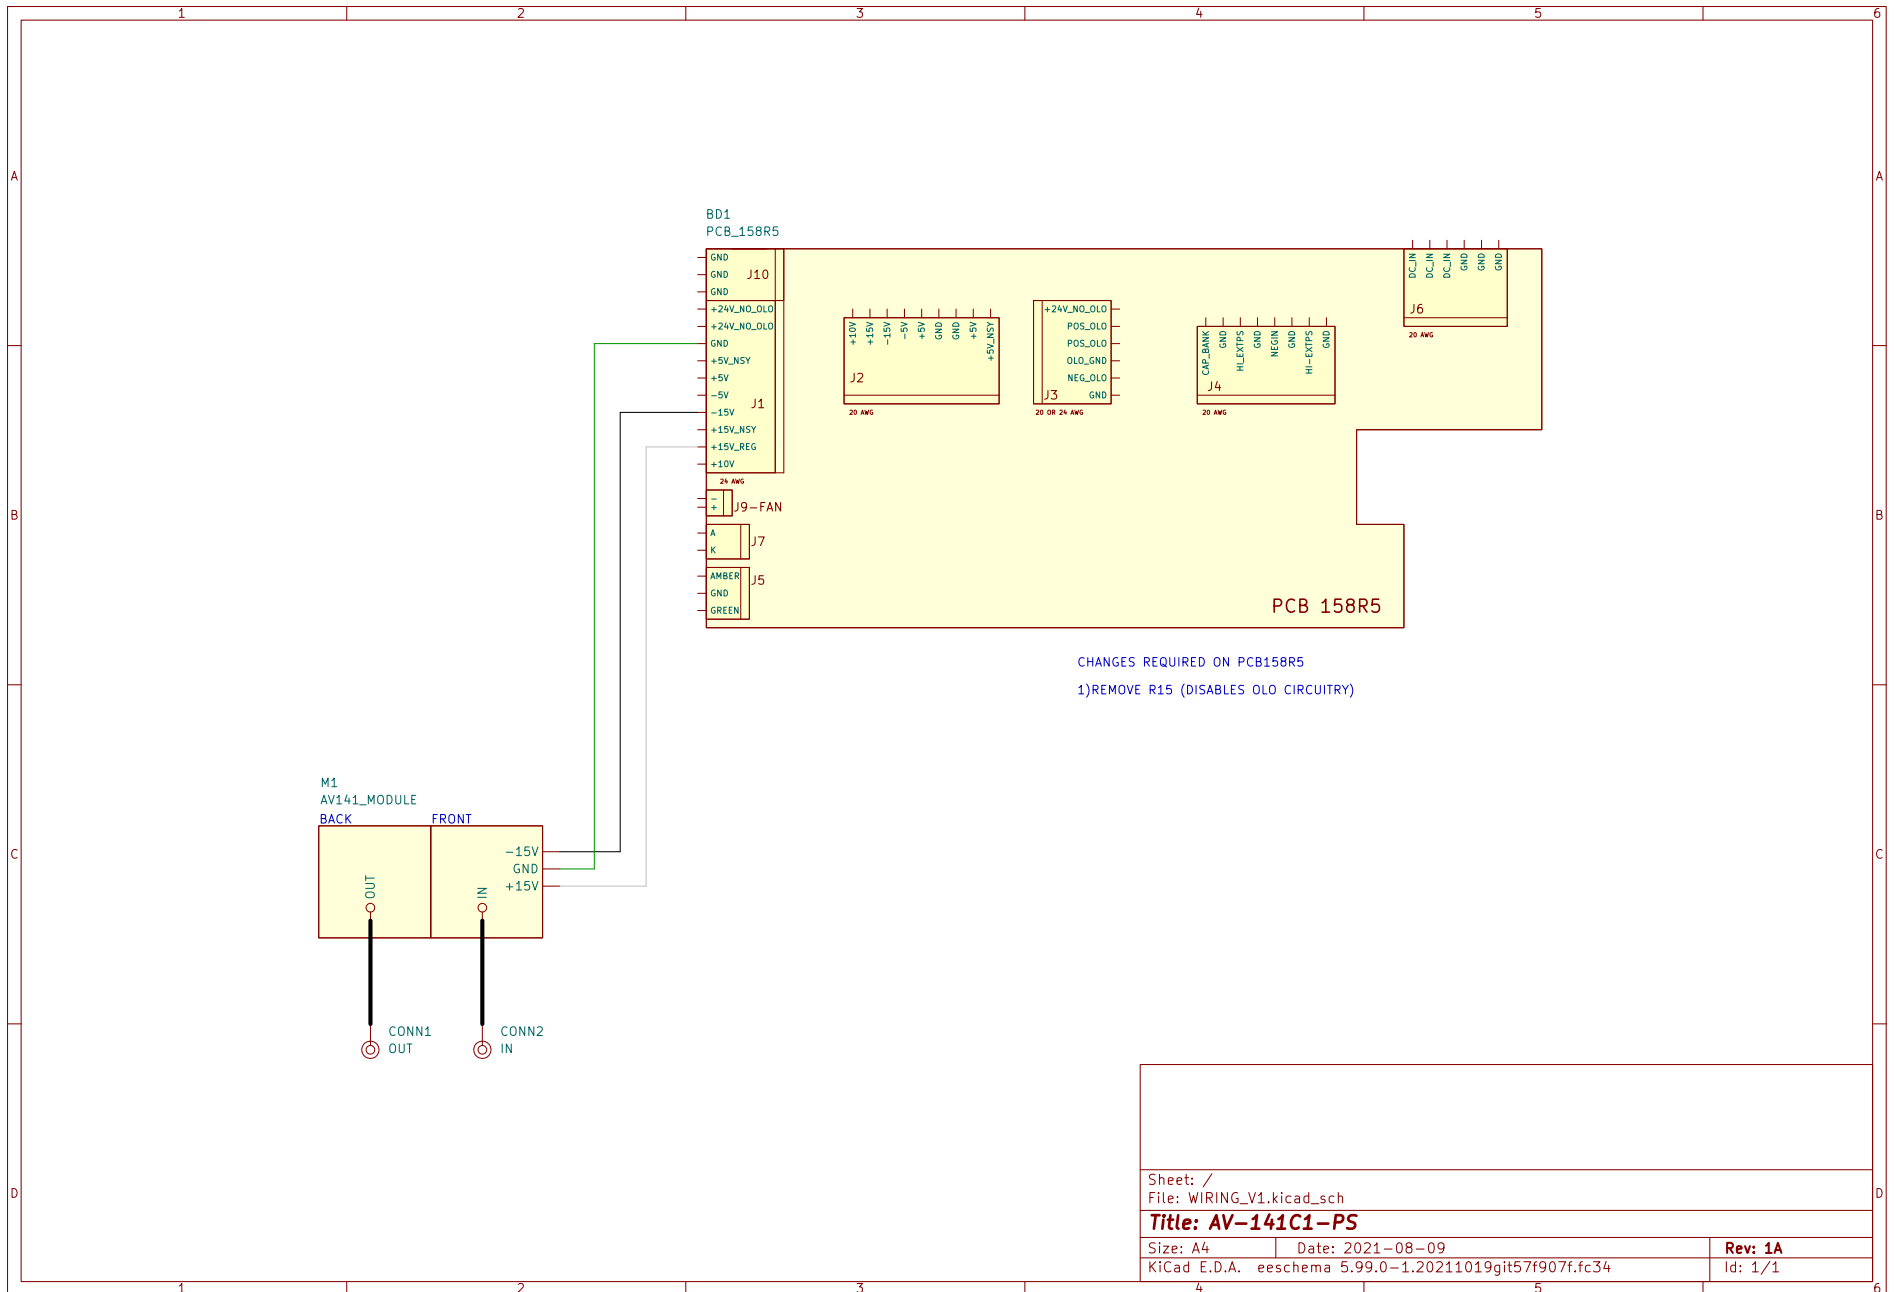 1 2 3 4 5 6
A A
B B
C C
D D
BD1
PCB_158R5
GND
GND
GND
J10
+24V_NO_OLO
+24V_NO_OLO
GND
+5V_NSY
+5V
-5V
-15V
+15V_NSY
+15V_REG
+10V
J1
24 AWG
-
+
J9-FAN
A
K
J7
AMBER
GND
GREEN
J5
+10V
+15V
-15V
-5V
+5V
GND
GND
+5V
+5V_NSY
J2
20 AWG
+24V_NO_OLO
POS_OLO
POS_OLO
OLO_GND
NEG_OLO
GND
J3
20 OR 24 AWG
CAP_BANK
GND
HI_EXTPS
GND
NEGIN
GND
HI-EXTPS
GND
J4
20 AWG
DC_IN
DC_IN
DC_IN
GND
GND
GND
J6
20 AWG
PCB 158R5
CHANGES REQUIRED ON PCB158R5
1)REMOVE R15 (DISABLES OLO CIRCUITRY)
M1
AV141_MODULE
BACK FRONT
-15V
GND
+15V
OUT
IN
CONN1
OUT
CONN2
IN
Sheet: /
File: WIRING_V1.kicad_sch
Title: AV-141C1-PS
Size: A4 Date: 2021-08-09 Rev: 1A
KiCad E.D.A. eeschema 5.99.0-1.20211019git57f907f.fc34 Id: 1/1
1 2 3 4 5 6